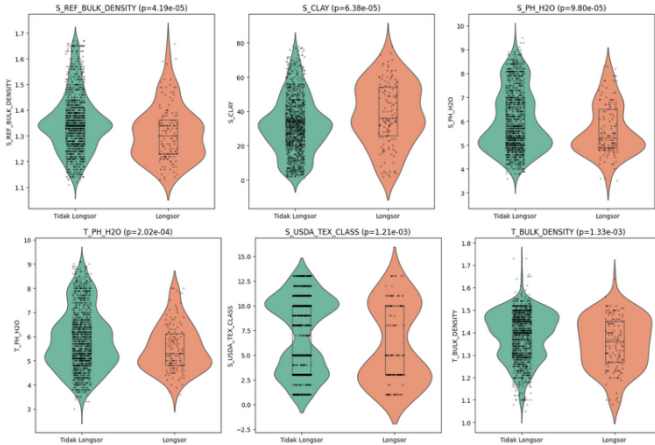 S_REF_BULK_DENSITY (p=4.19e-05)
S_REF_BULK_DENSITY
1.7
1.6
1.5
1.4
1.3
1.2
1.1
Tidak Longsor
Longsor
S_CLAY (p=6.38e-05)
S_CLAY
80
60
40
20
0
Tidak Longsor
Longsor
S_PH_H2O (p=9.80e-05)
S_PH_H2O
10
9
8
7
6
5
4
3
Tidak Longsor
Longsor
T_PH_H2O (p=2.02e-04)
T_PH_H2O
10
9
8
7
6
5
4
3
Tidak Longsor
Longsor
S_USDA_TEX_CLASS (p=1.21e-03)
S_USDA_TEX_CLASS
15.0
12.5
10.0
7.5
5.0
2.5
0.0
−2.5
Tidak Longsor
Longsor
T_BULK_DENSITY (p=1.33e-03)
T_BULK_DENSITY
1.8
1.7
1.6
1.5
1.4
1.3
1.2
1.1
1.0
Tidak Longsor
Longsor